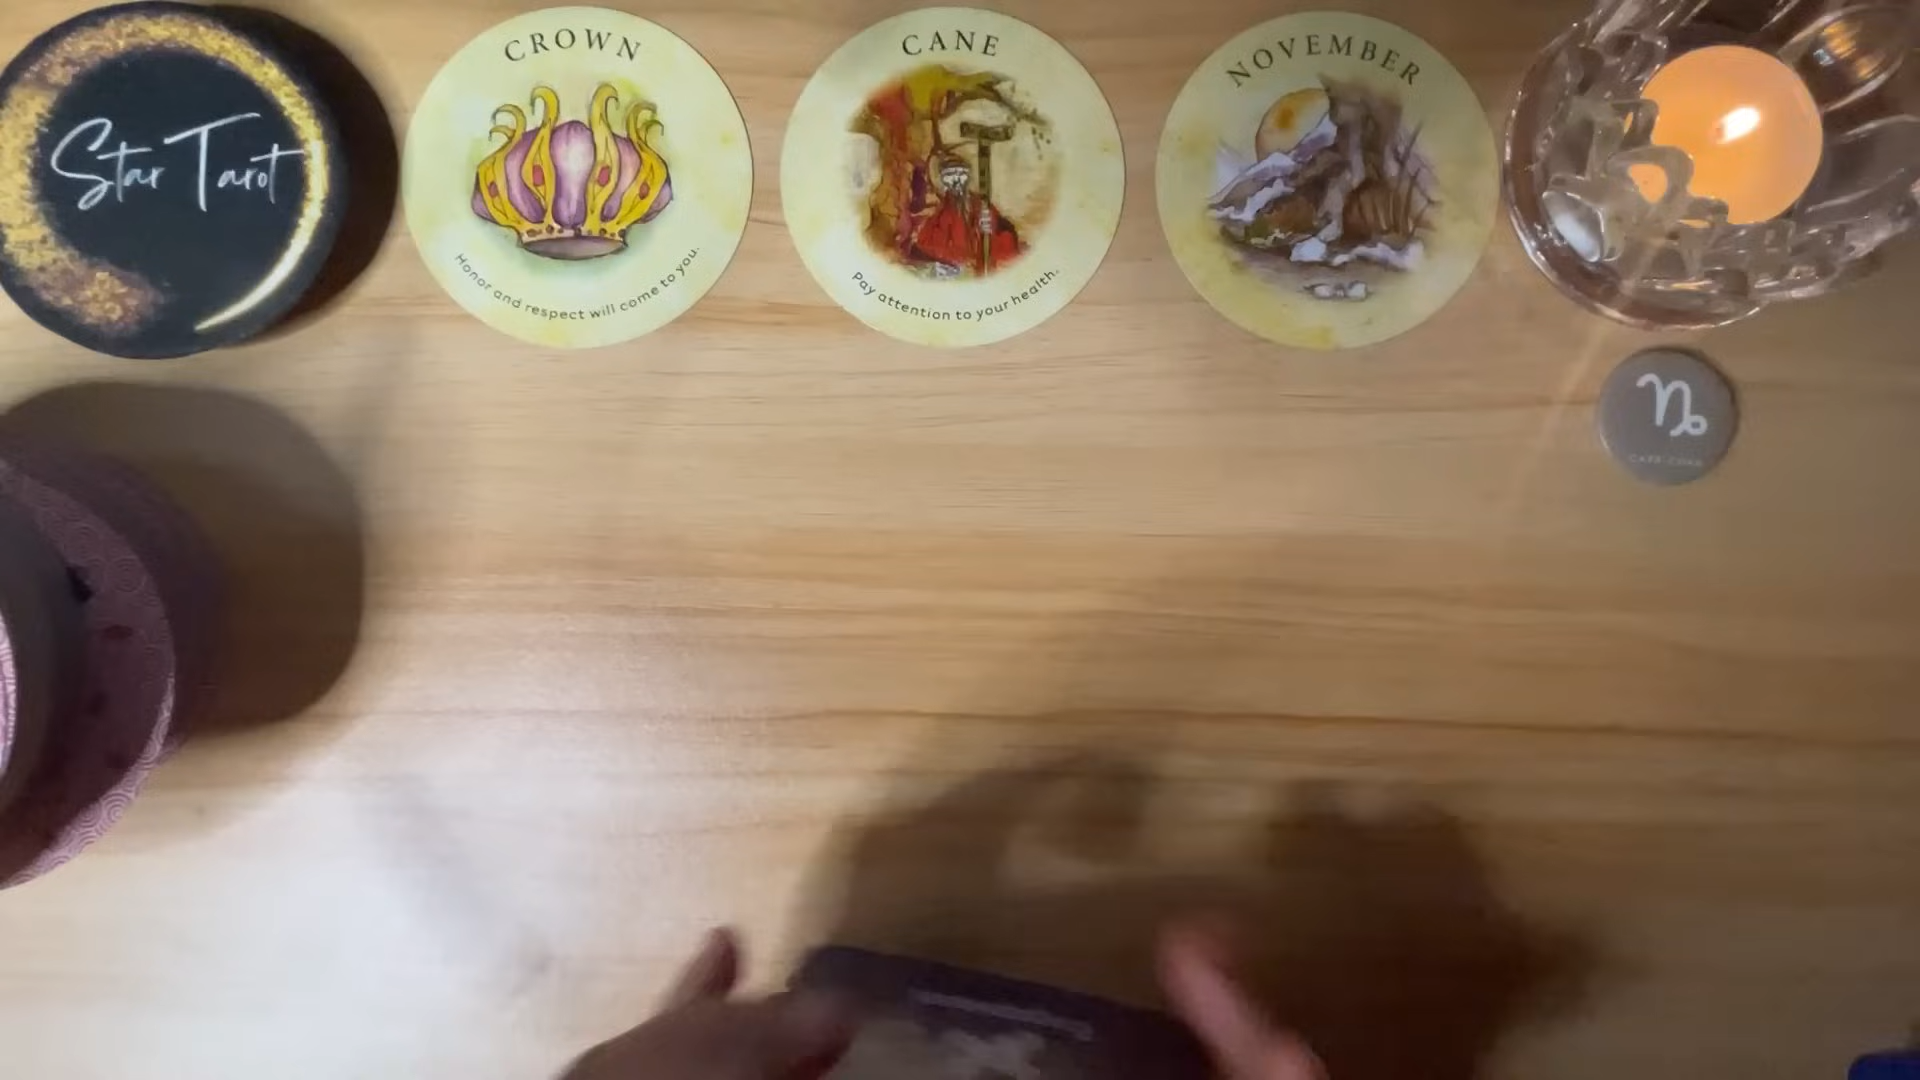 Star Tarot
CROWN
Honor and respect will come to you.
CANE
Pay attention to your health.
NOVEMBER